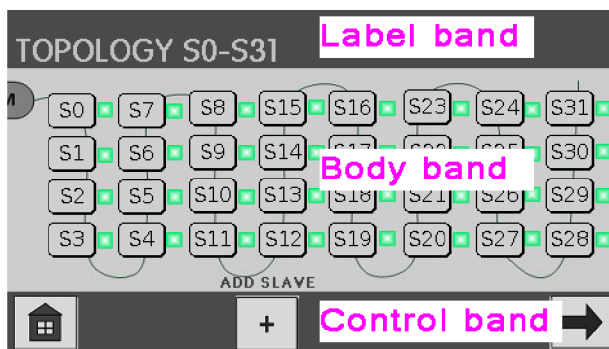 TOPOLOGY S0-S31 Label band
S0 S7 S8 S15 S16 S23 S24 S31
S1 S6 S9 S14 S30
Body band
S2 S5 S10 S13 S18 S21 S26 S29
S3 S4 S11 S12 S19 S20 S27 S28
ADD SLAVE
+ Control band